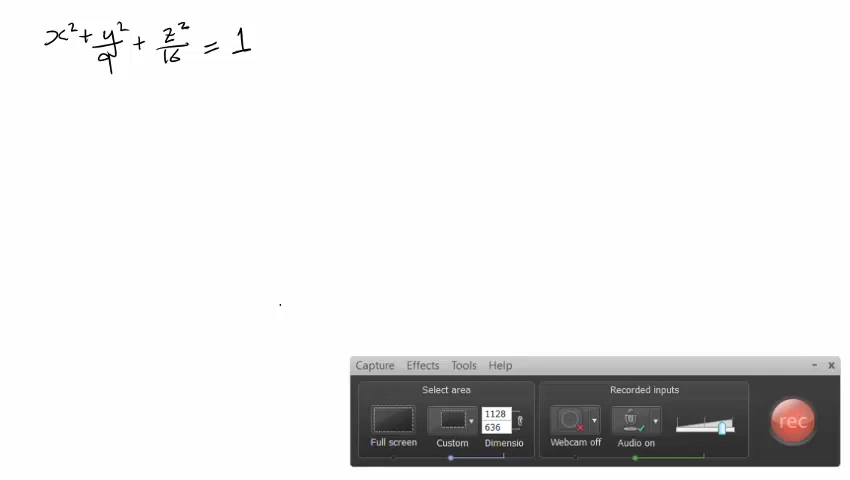 x² + y²/9 + z²/16 = 1
Capture Effects Tools Help - x
Select area
Recorded inputs
1128
636
rec
Full screen Custom Dimensio
Webcam off Audio on